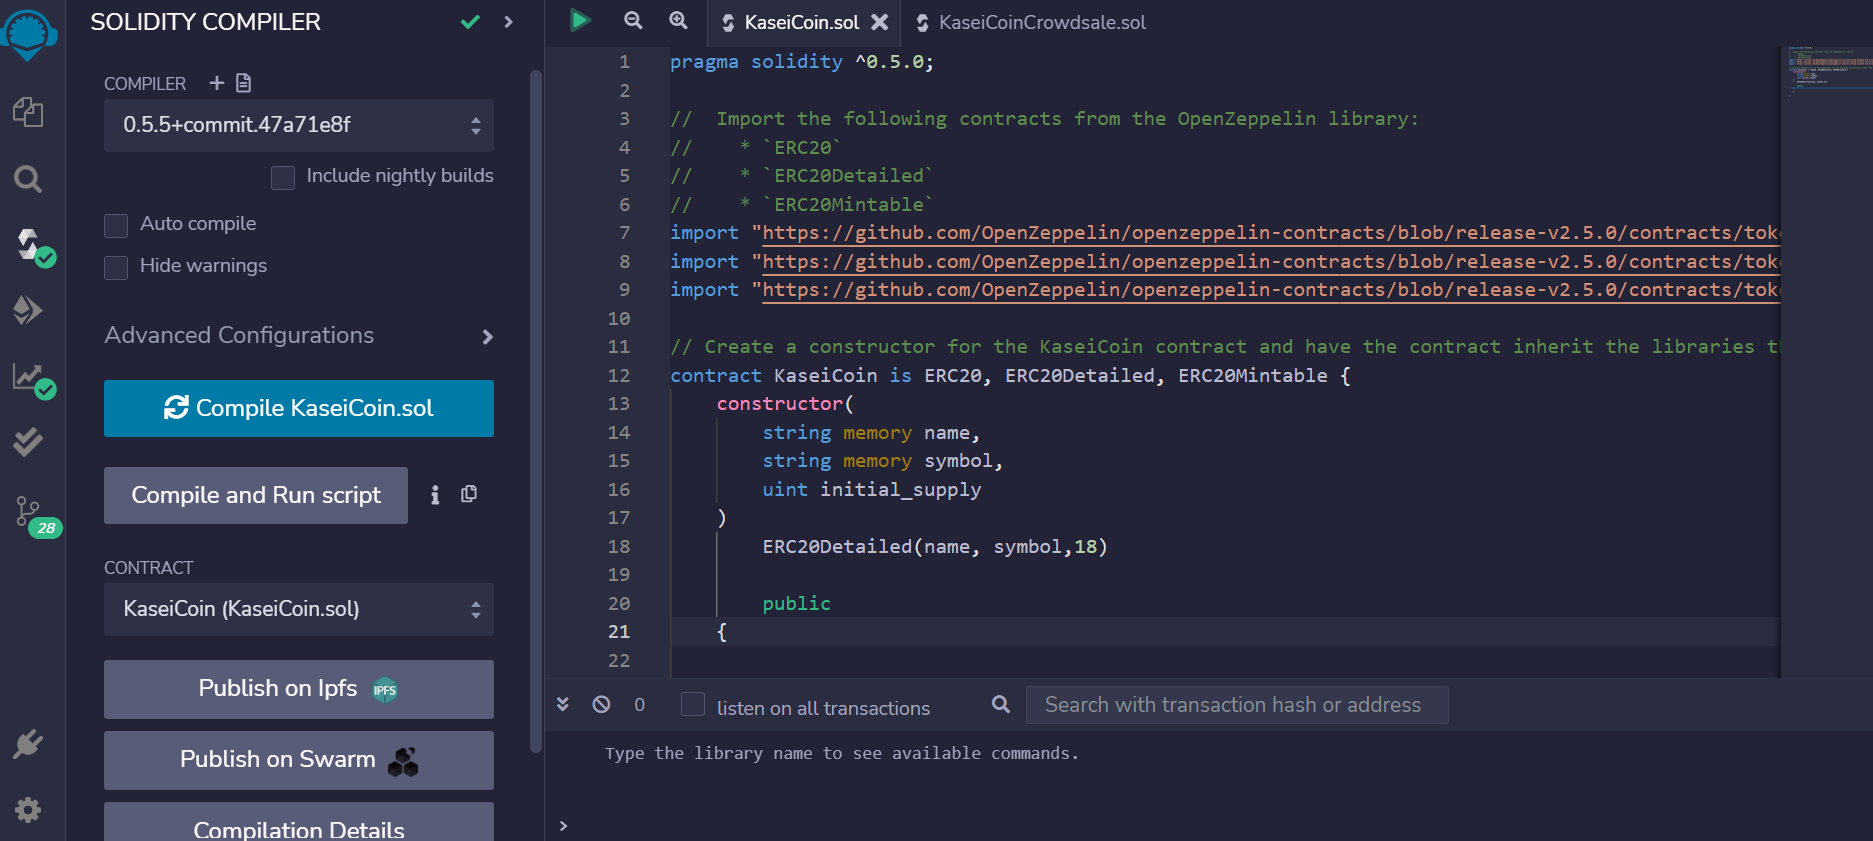 SOLIDITY COMPILER
COMPILER
0.5.5+commit.47a71e8f
Include nightly builds
Auto compile
Hide warnings
Advanced Configurations
Compile KaseiCoin.sol
Compile and Run script
28
CONTRACT
KaseiCoin (KaseiCoin.sol)
Publish on Ipfs
IPFS
Publish on Swarm
Compilation Details
KaseiCoin.sol
KaseiCoinCrowdsale.sol
1 pragma solidity ^0.5.0;
2
3 //  Import the following contracts from the OpenZeppelin library:
4 //    * `ERC20`
5 //    * `ERC20Detailed`
6 //    * `ERC20Mintable`
7 import "https://github.com/OpenZeppelin/openzeppelin-contracts/blob/release-v2.5.0/contracts/tok
8 import "https://github.com/OpenZeppelin/openzeppelin-contracts/blob/release-v2.5.0/contracts/tok
9 import "https://github.com/OpenZeppelin/openzeppelin-contracts/blob/release-v2.5.0/contracts/tok
10
11 // Create a constructor for the KaseiCoin contract and have the contract inherit the libraries t
12 contract KaseiCoin is ERC20, ERC20Detailed, ERC20Mintable {
13     constructor(
14         string memory name,
15         string memory symbol,
16         uint initial_supply
17     )
18         ERC20Detailed(name, symbol,18)
19
20         public
21     {
22
0
listen on all transactions
Search with transaction hash or address
Type the library name to see available commands.
>